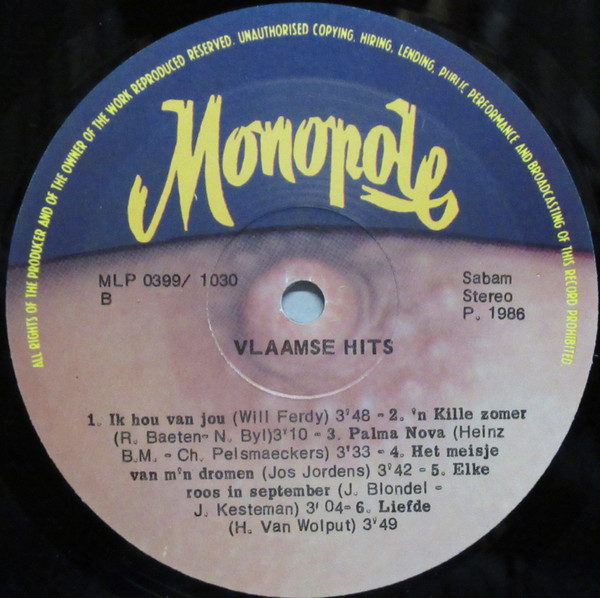 ALL RIGHTS OF THE PRODUCER AND OF THE OWNER OF THE WORK REPRODUCED RESERVED. UNAUTHORISED COPYING, HIRING, LENDING, PUBLIC PERFORMANCE AND BROADCASTING OF THIS RECORD PROHIBITED
Monopole
MLP 0399/ 1030
B
Sabam
Stereo
P. 1986
VLAAMSE HITS
1. Ik hou van jou (Will Ferdy) 3'48 - 2. 'n Kille zomer
(R. Baeten- N. Byl)3'10 - 3. Palma Nova (Heinz
B.M. - Ch. Pelsmaeckers) 3'33 - 4. Het meisje
van m'n dromen (Jos Jordens) 3'42 - 5. Elke
roos in september (J. Blondel -
J. Kesteman) 3' 04- 6. Liefde
(H. Van Wolput) 3'49